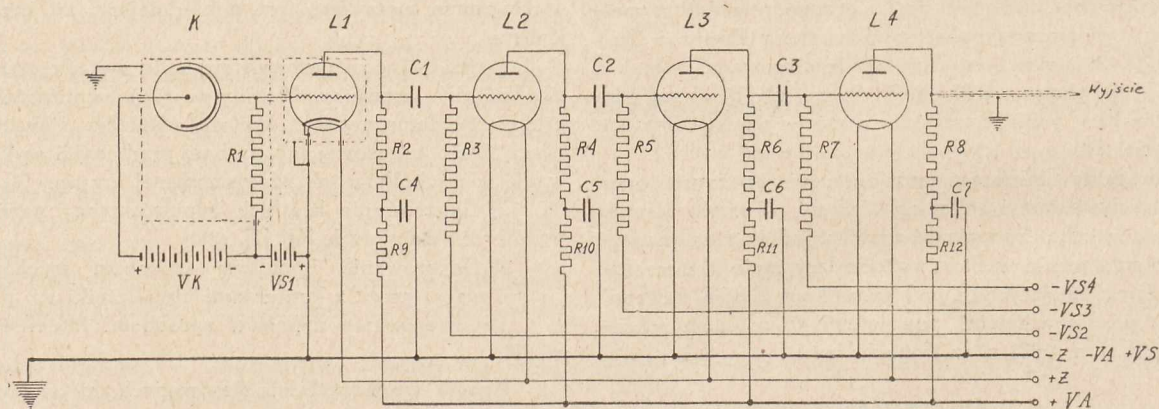 K L1 L2 L3 L4
C1 C2 C3
Wyjście
R1 R2 R3 R4 R5 R6 R7 R8
C4 C5 C6 C7
R9 R10 R11 R12
+ VK - - VS1 +
-VS4
-VS3
-VS2
-Z -VA +VS
+Z
+VA